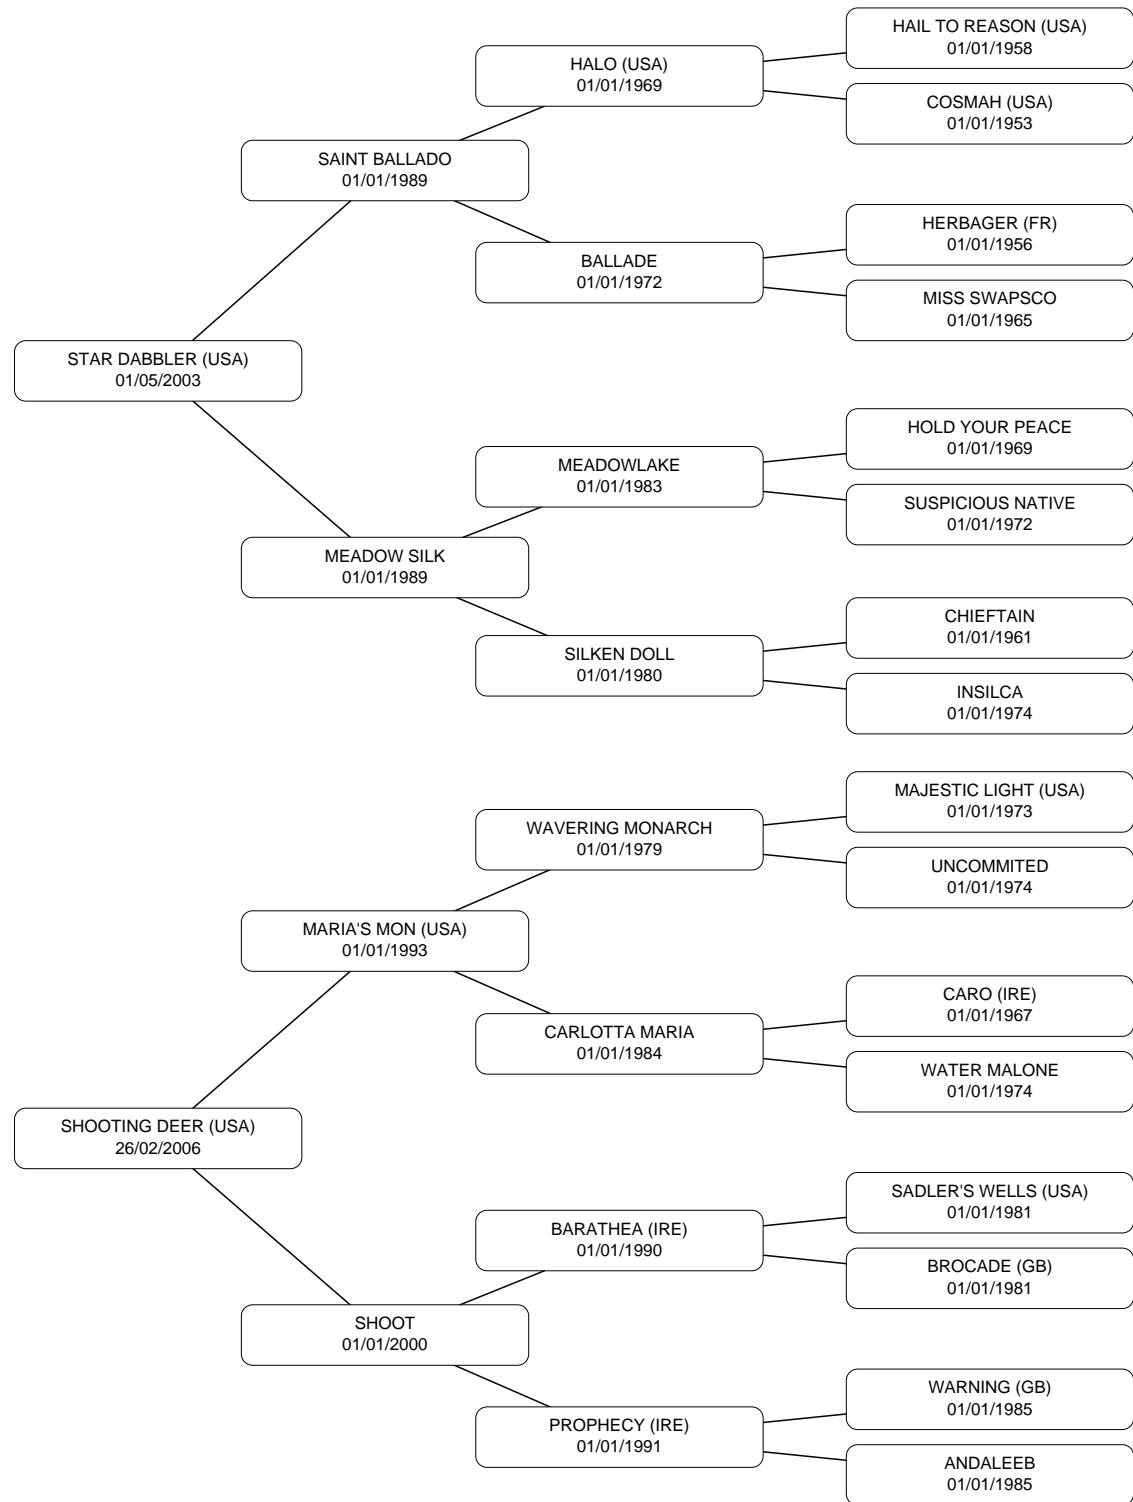 HAIL TO REASON (USA)
01/01/1958
HALO (USA)
01/01/1969
COSMAH (USA)
01/01/1953
SAINT BALLADO
01/01/1989
HERBAGER (FR)
01/01/1956
BALLADE
01/01/1972
MISS SWAPSCO
01/01/1965
STAR DABBLER (USA)
01/05/2003
HOLD YOUR PEACE
01/01/1969
MEADOWLAKE
01/01/1983
SUSPICIOUS NATIVE
01/01/1972
MEADOW SILK
01/01/1989
CHIEFTAIN
01/01/1961
SILKEN DOLL
01/01/1980
INSILCA
01/01/1974
MAJESTIC LIGHT (USA)
01/01/1973
WAVERING MONARCH
01/01/1979
UNCOMMITED
01/01/1974
MARIA'S MON (USA)
01/01/1993
CARO (IRE)
01/01/1967
CARLOTTA MARIA
01/01/1984
WATER MALONE
01/01/1974
SHOOTING DEER (USA)
26/02/2006
SADLER'S WELLS (USA)
01/01/1981
BARATHEA (IRE)
01/01/1990
BROCADE (GB)
01/01/1981
SHOOT
01/01/2000
WARNING (GB)
01/01/1985
PROPHECY (IRE)
01/01/1991
ANDALEEB
01/01/1985